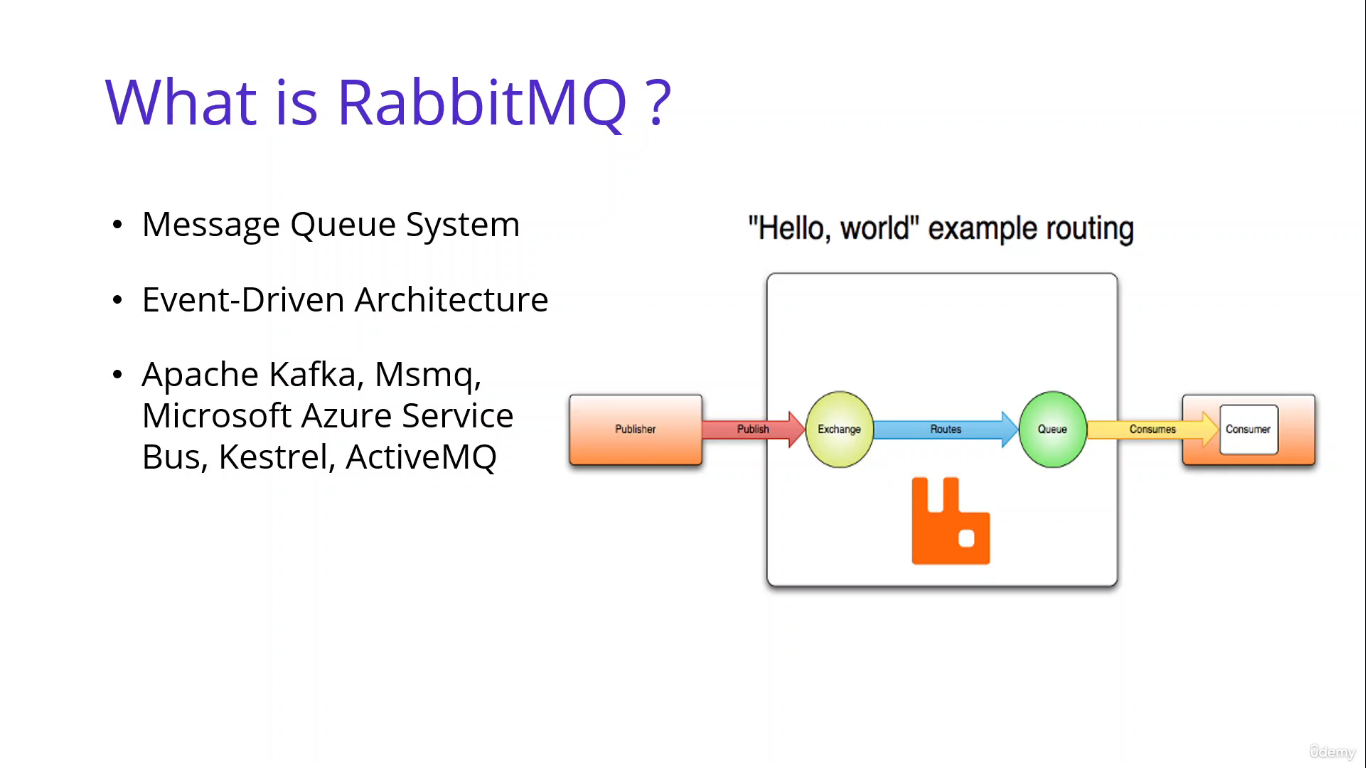 What is RabbitMQ ?
• Message Queue System
• Event-Driven Architecture
• Apache Kafka, Msmq,
Microsoft Azure Service
Bus, Kestrel, ActiveMQ
"Hello, world" example routing
Publisher
Publish
Exchange
Routes
Queue
Consumes
Consumer
ûdemy